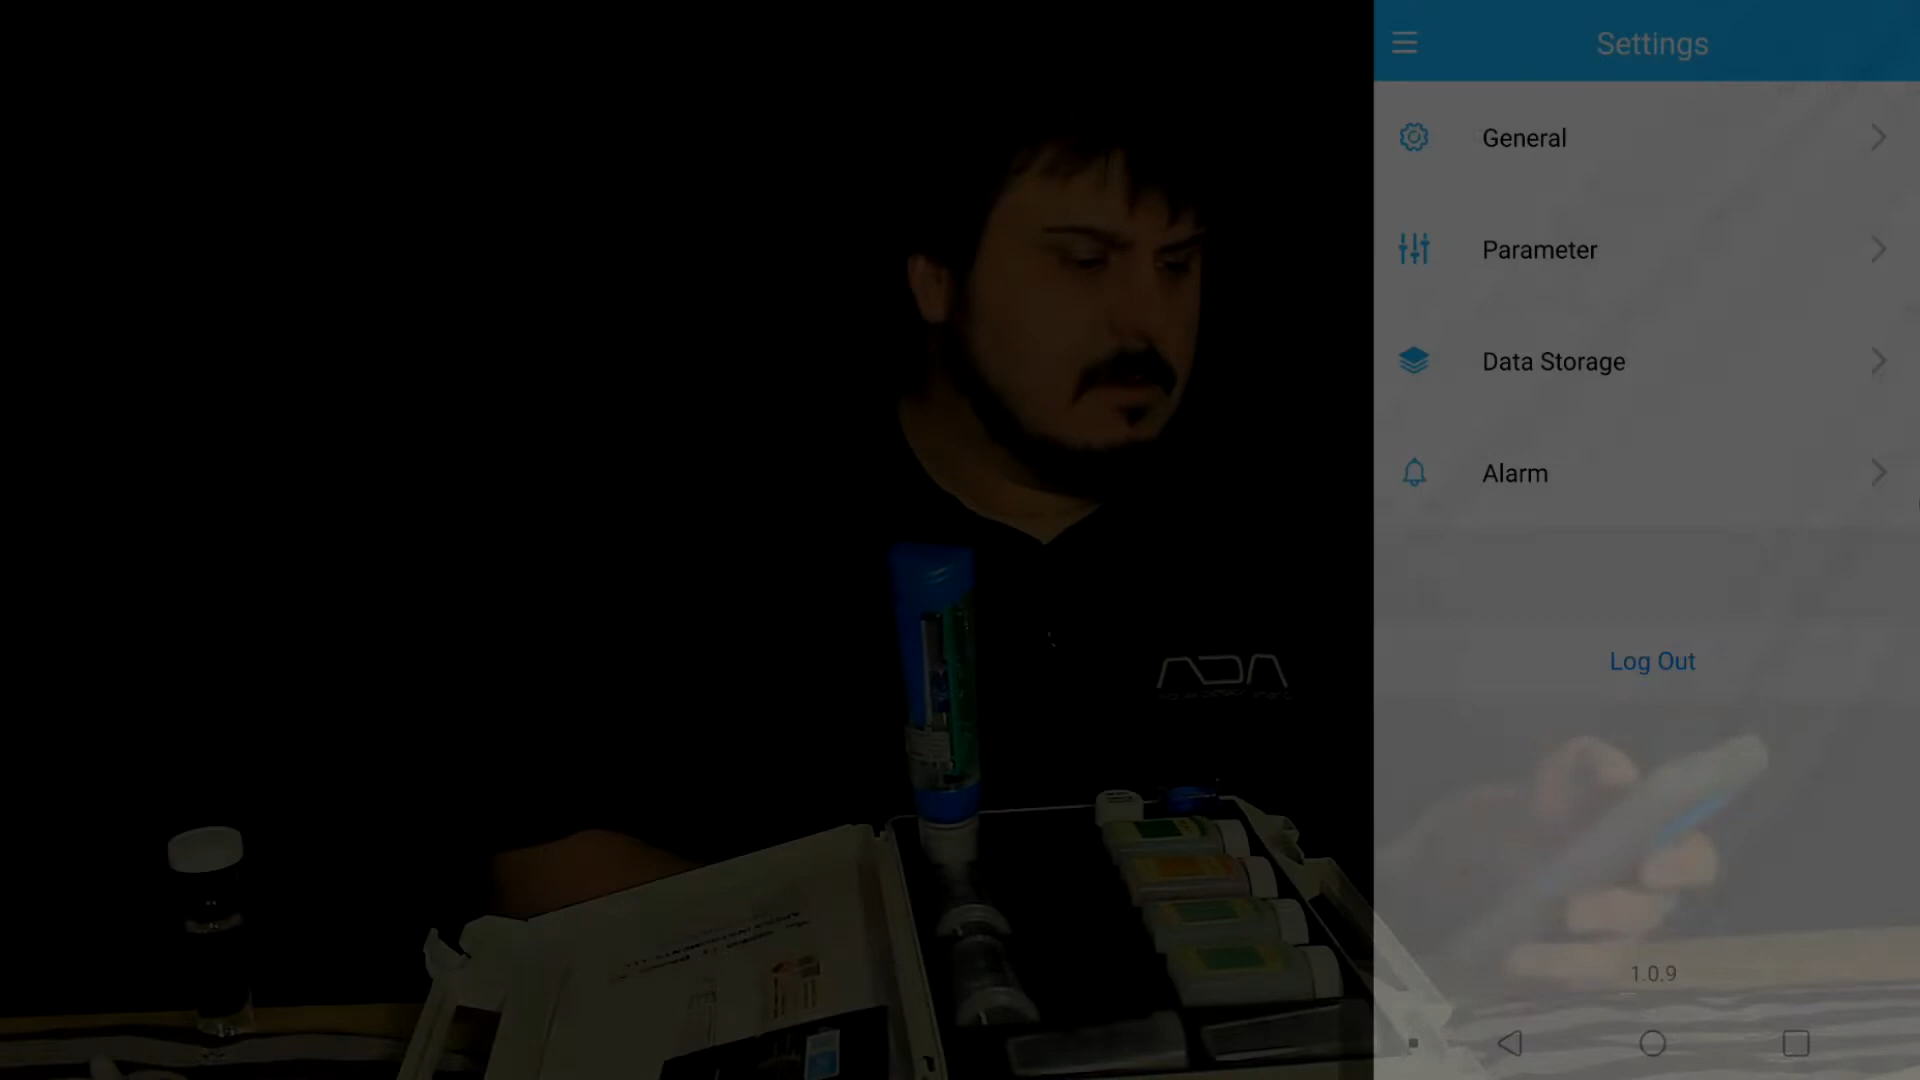 Settings
General
Parameter
Data Storage
Alarm
ADA
Log Out
1.0.9